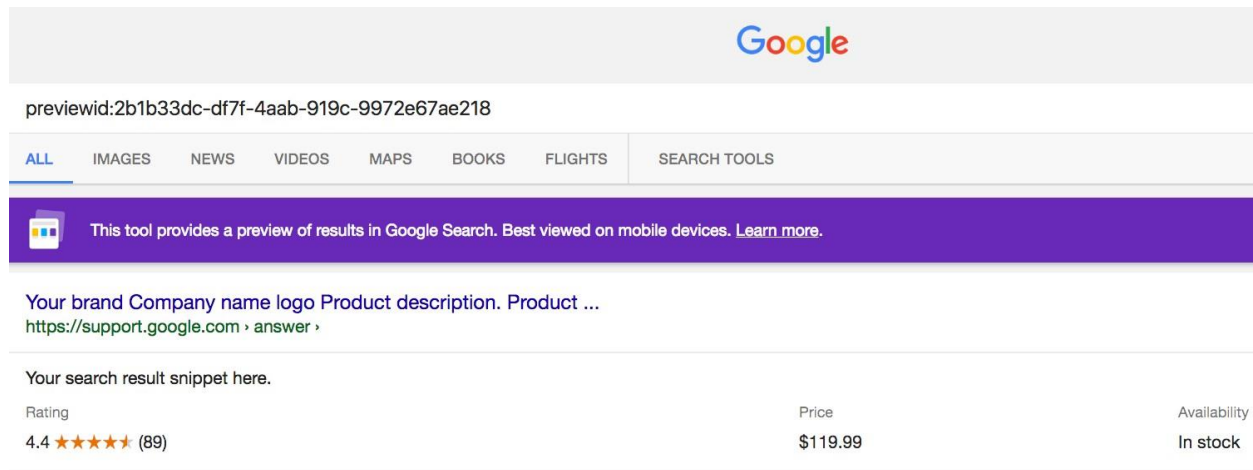 Google
previewid:2b1b33dc-df7f-4aab-919c-9972e67ae218
ALL IMAGES NEWS VIDEOS MAPS BOOKS FLIGHTS SEARCH TOOLS
This tool provides a preview of results in Google Search. Best viewed on mobile devices. Learn more.
Your brand Company name logo Product description. Product ...
https://support.google.com › answer ›
Your search result snippet here.
Rating Price Availability
4.4 ★★★★★ (89) $119.99 In stock